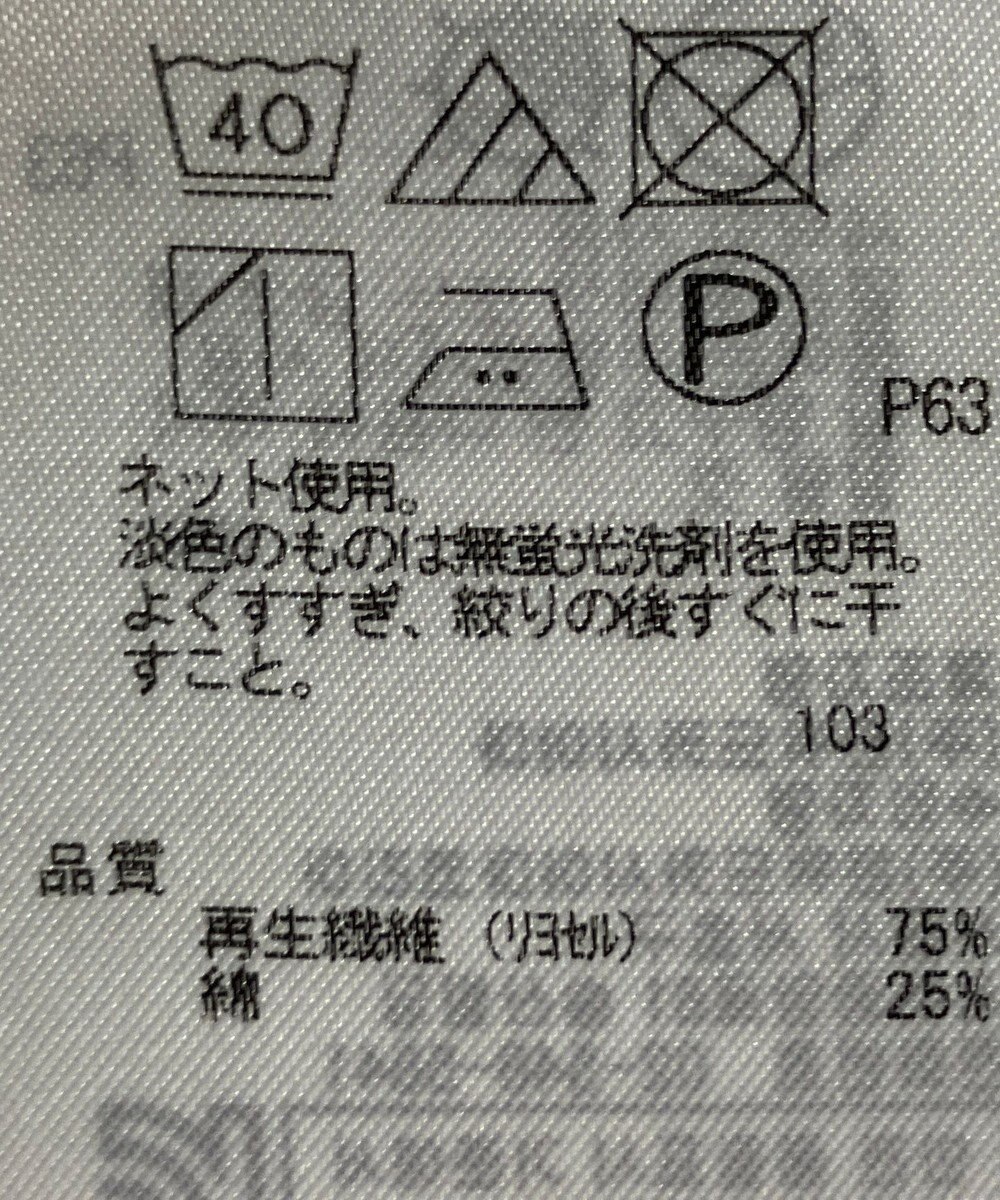 40
P
P63
ネット使用。
淡色のものは無蛍光洗剤を使用。
よくすすぎ、絞りの後すぐに干
すこと。
103
品質
再生繊維 (リヨセル) 75%
綿 25%